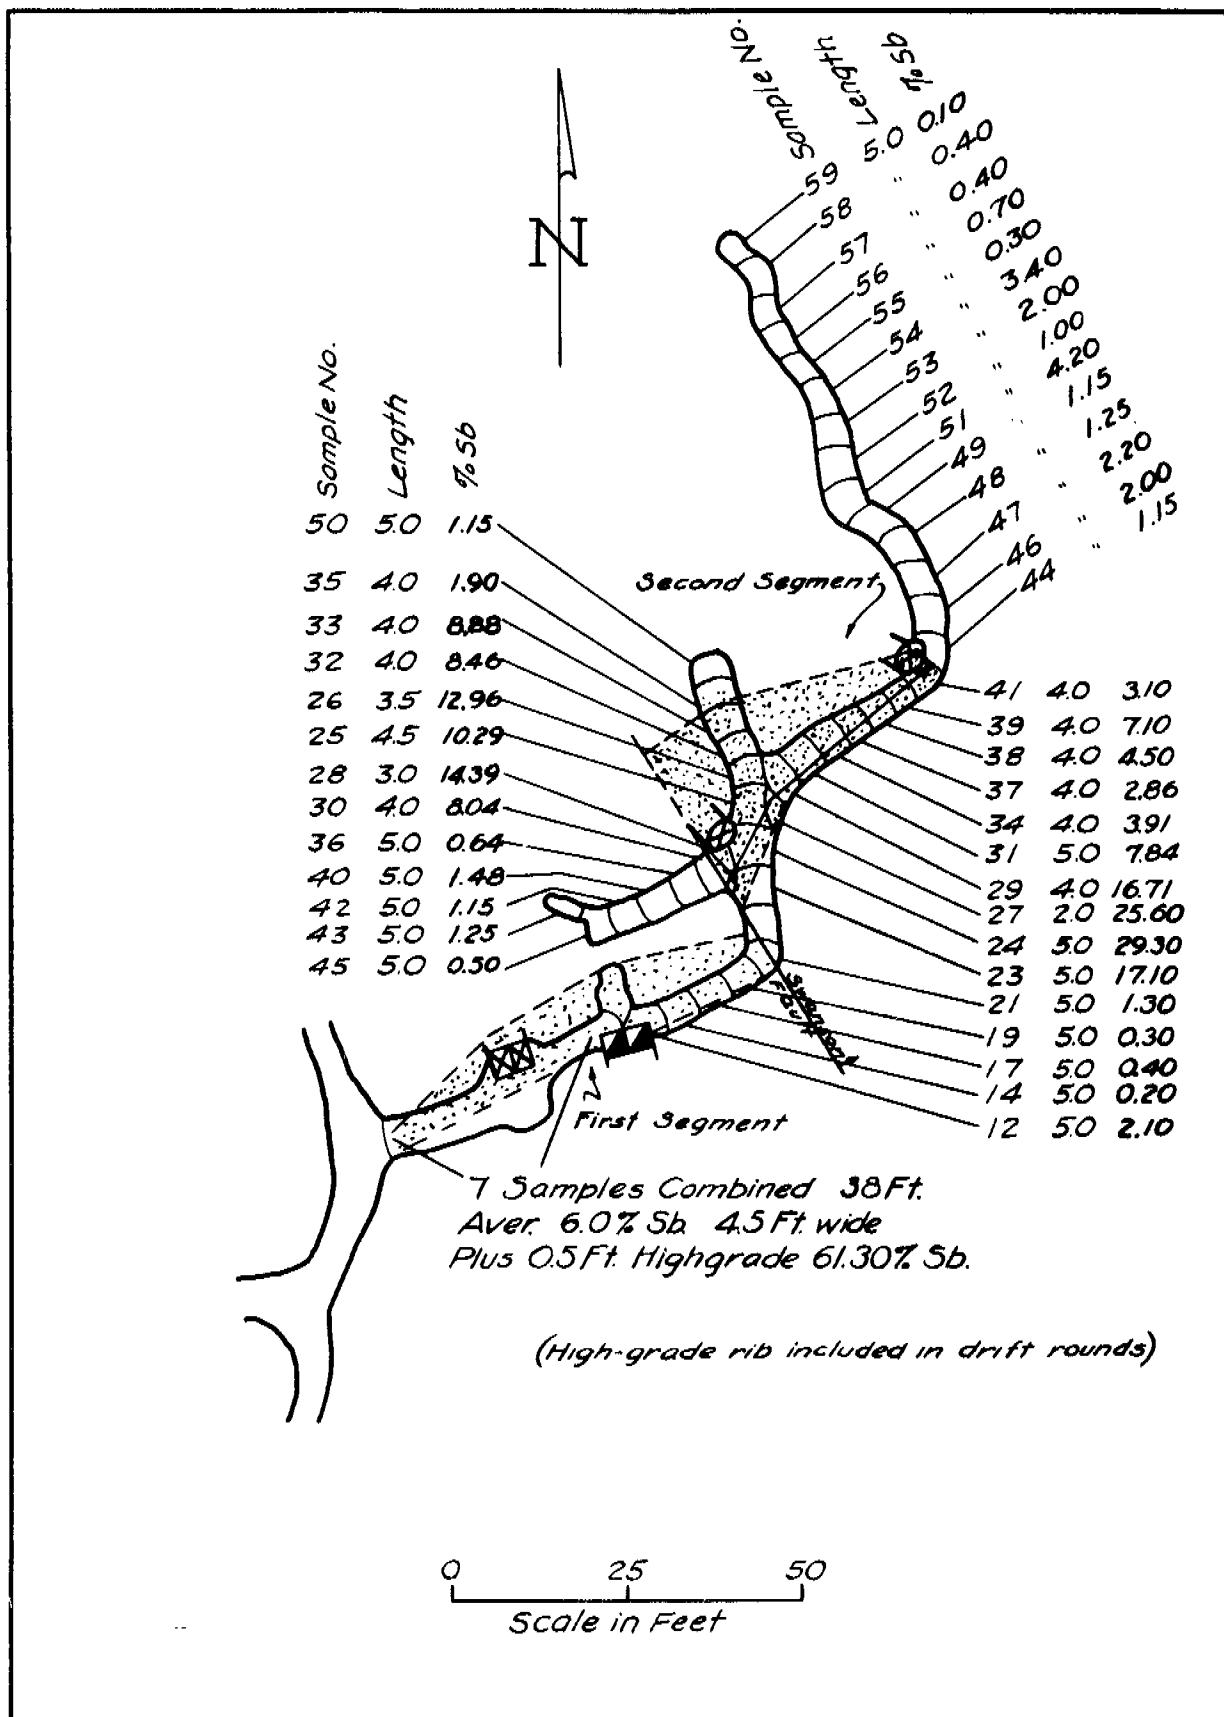 Sample No. Length % Sb
59 5.0 0.10
58 " 0.40
57 " 0.40
56 " 0.70
55 " 0.30
54 " 3.40
53 " 2.00
52 " 1.00
51 " 4.20
49 " 1.15
48 " 1.25
47 " 2.20
46 " 2.00
44 " 1.15
N
Sample No. Length % Sb
50 5.0 1.15
35 4.0 1.90
33 4.0 8.88
32 4.0 8.46
26 3.5 12.96
25 4.5 10.29
28 3.0 14.39
30 4.0 8.04
36 5.0 0.64
40 5.0 1.48
42 5.0 1.15
43 5.0 1.25
45 5.0 0.50
Second Segment
41 4.0 3.10
39 4.0 7.10
38 4.0 4.50
37 4.0 2.86
34 4.0 3.91
31 5.0 7.84
29 4.0 16.71
27 2.0 25.60
24 5.0 29.30
23 5.0 17.10
21 5.0 1.30
19 5.0 0.30
17 5.0 0.40
14 5.0 0.20
12 5.0 2.10
Fault
First Segment
7 Samples Combined 38 Ft.
Aver. 6.0% Sb 4.5 Ft. wide
Plus 0.5 Ft. Highgrade 61.30% Sb.
(High-grade rib included in drift rounds)
0 25 50
Scale in Feet